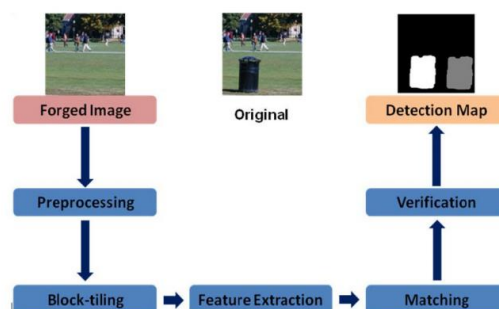 Forged Image
Original
Detection Map
Preprocessing
Verification
Block-tiling
Feature Extraction
Matching